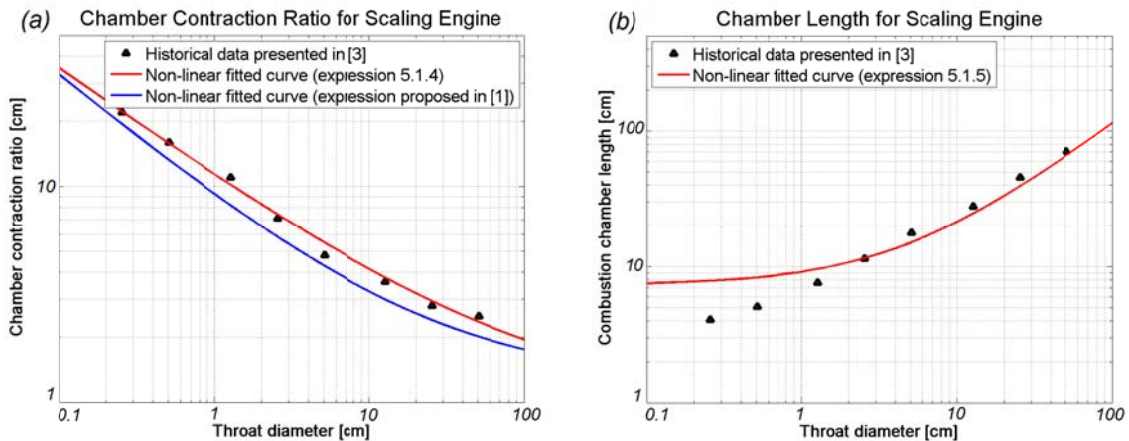 (a) Chamber Contraction Ratio for Scaling Engine
Historical data presented in [3]
Non-linear fitted curve (expression 5.1.4)
Non-linear fitted curve (expression proposed in [1])
Chamber contraction ratio [cm]
10
1
0.1 1 10 100
Throat diameter [cm]
(b) Chamber Length for Scaling Engine
Historical data presented in [3]
Non-linear fitted curve (expression 5.1.5)
Combustion chamber length [cm]
100
10
1
0.1 1 10 100
Throat diameter [cm]